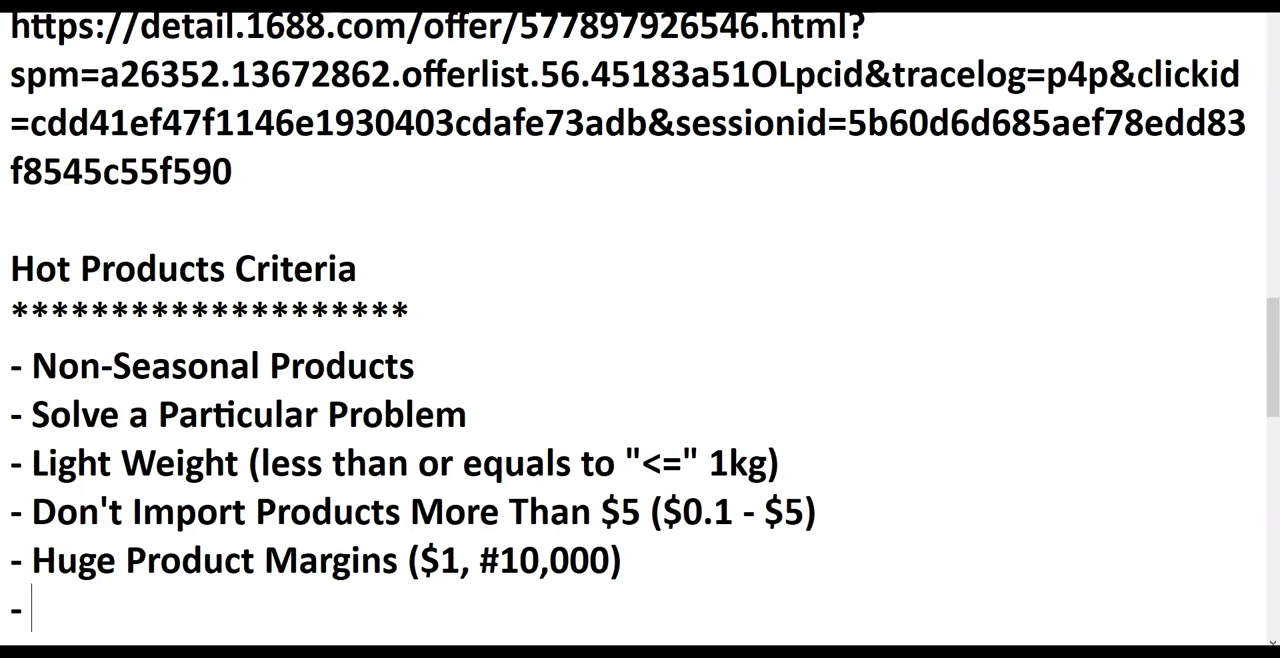 https://detail.1688.com/offer/577897926546.html?
spm=a26352.13672862.offerlist.56.45183a51OLpcid&tracelog=p4p&clickid
=cdd41ef47f1146e1930403cdafe73adb&sessionid=5b60d6d685aef78edd83
f8545c55f590
Hot Products Criteria
********************
- Non-Seasonal Products
- Solve a Particular Problem
- Light Weight (less than or equals to "<=" 1kg)
- Don't Import Products More Than $5 ($0.1 - $5)
- Huge Product Margins ($1, #10,000)
-